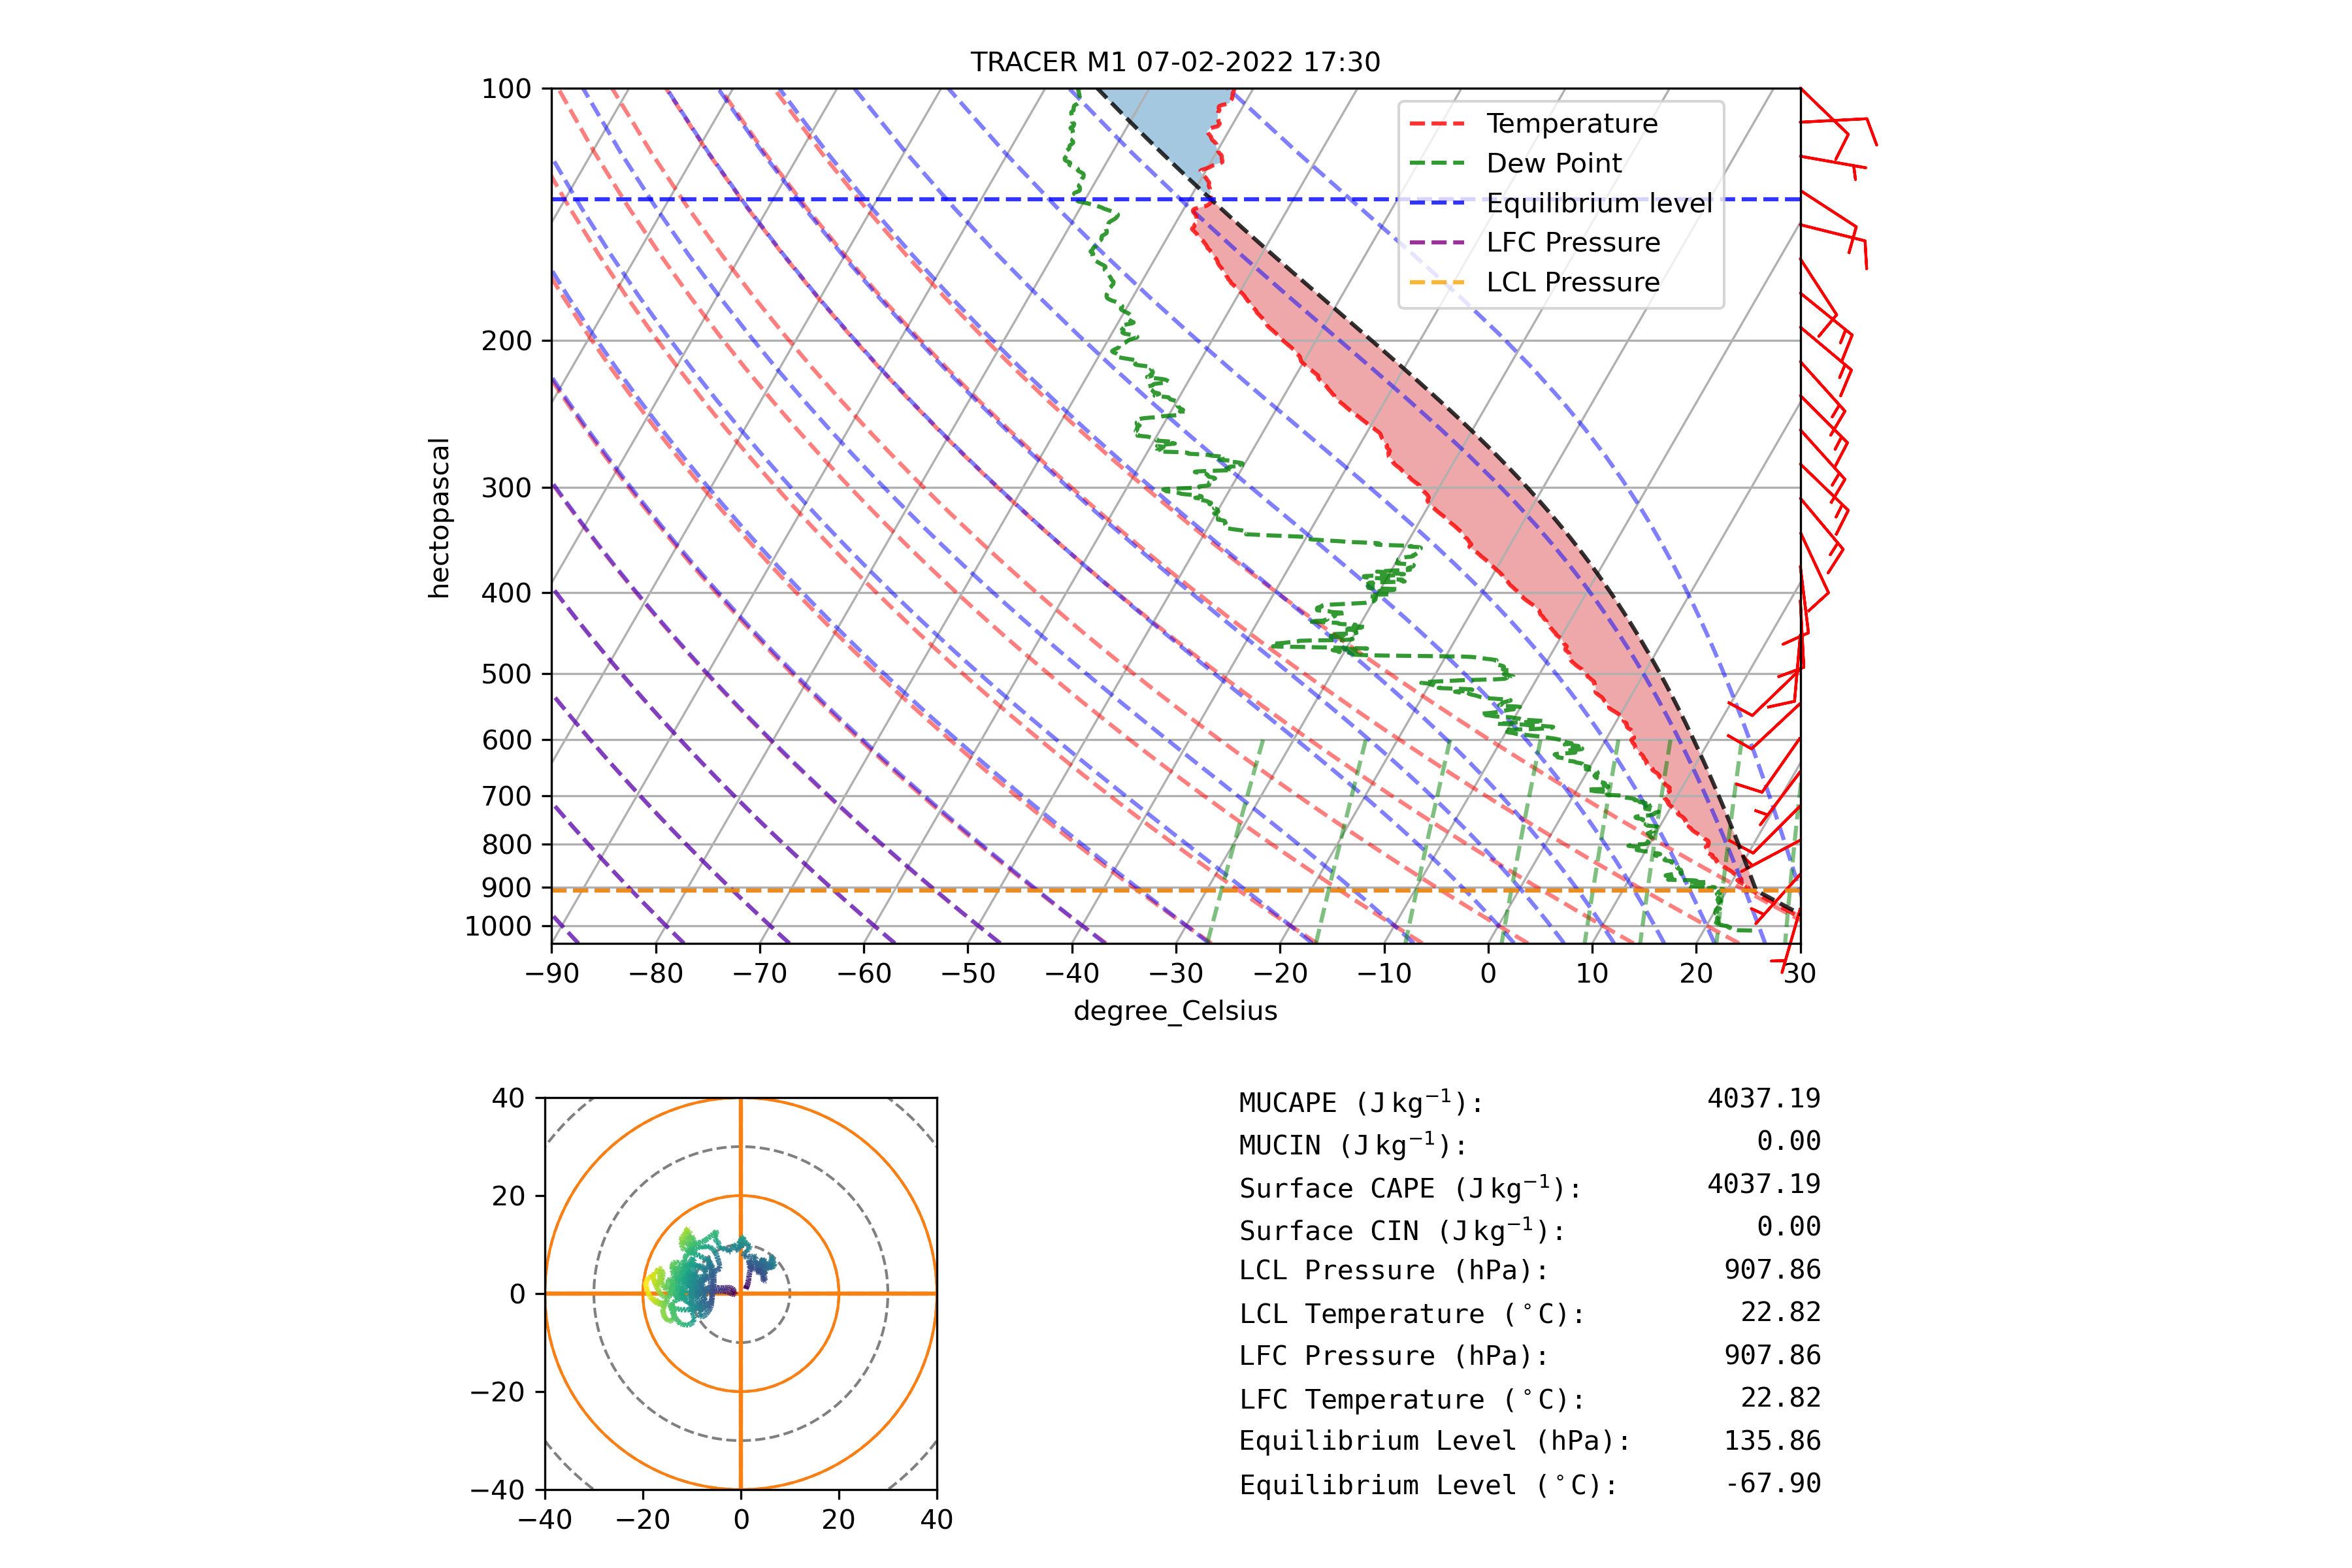 TRACER M1 07-02-2022 17:30
100
200
300
400
500
600
700
800
900
1000
hectopascal
Temperature
Dew Point
Equilibrium level
LFC Pressure
LCL Pressure
−90 −80 −70 −60 −50 −40 −30 −20 −10 0 10 20 30
degree_Celsius
40
20
0
−20
−40
−40 −20 0 20 40
MUCAPE (J kg⁻¹): 4037.19
MUCIN (J kg⁻¹): 0.00
Surface CAPE (J kg⁻¹): 4037.19
Surface CIN (J kg⁻¹): 0.00
LCL Pressure (hPa): 907.86
LCL Temperature (°C): 22.82
LFC Pressure (hPa): 907.86
LFC Temperature (°C): 22.82
Equilibrium Level (hPa): 135.86
Equilibrium Level (°C): -67.90